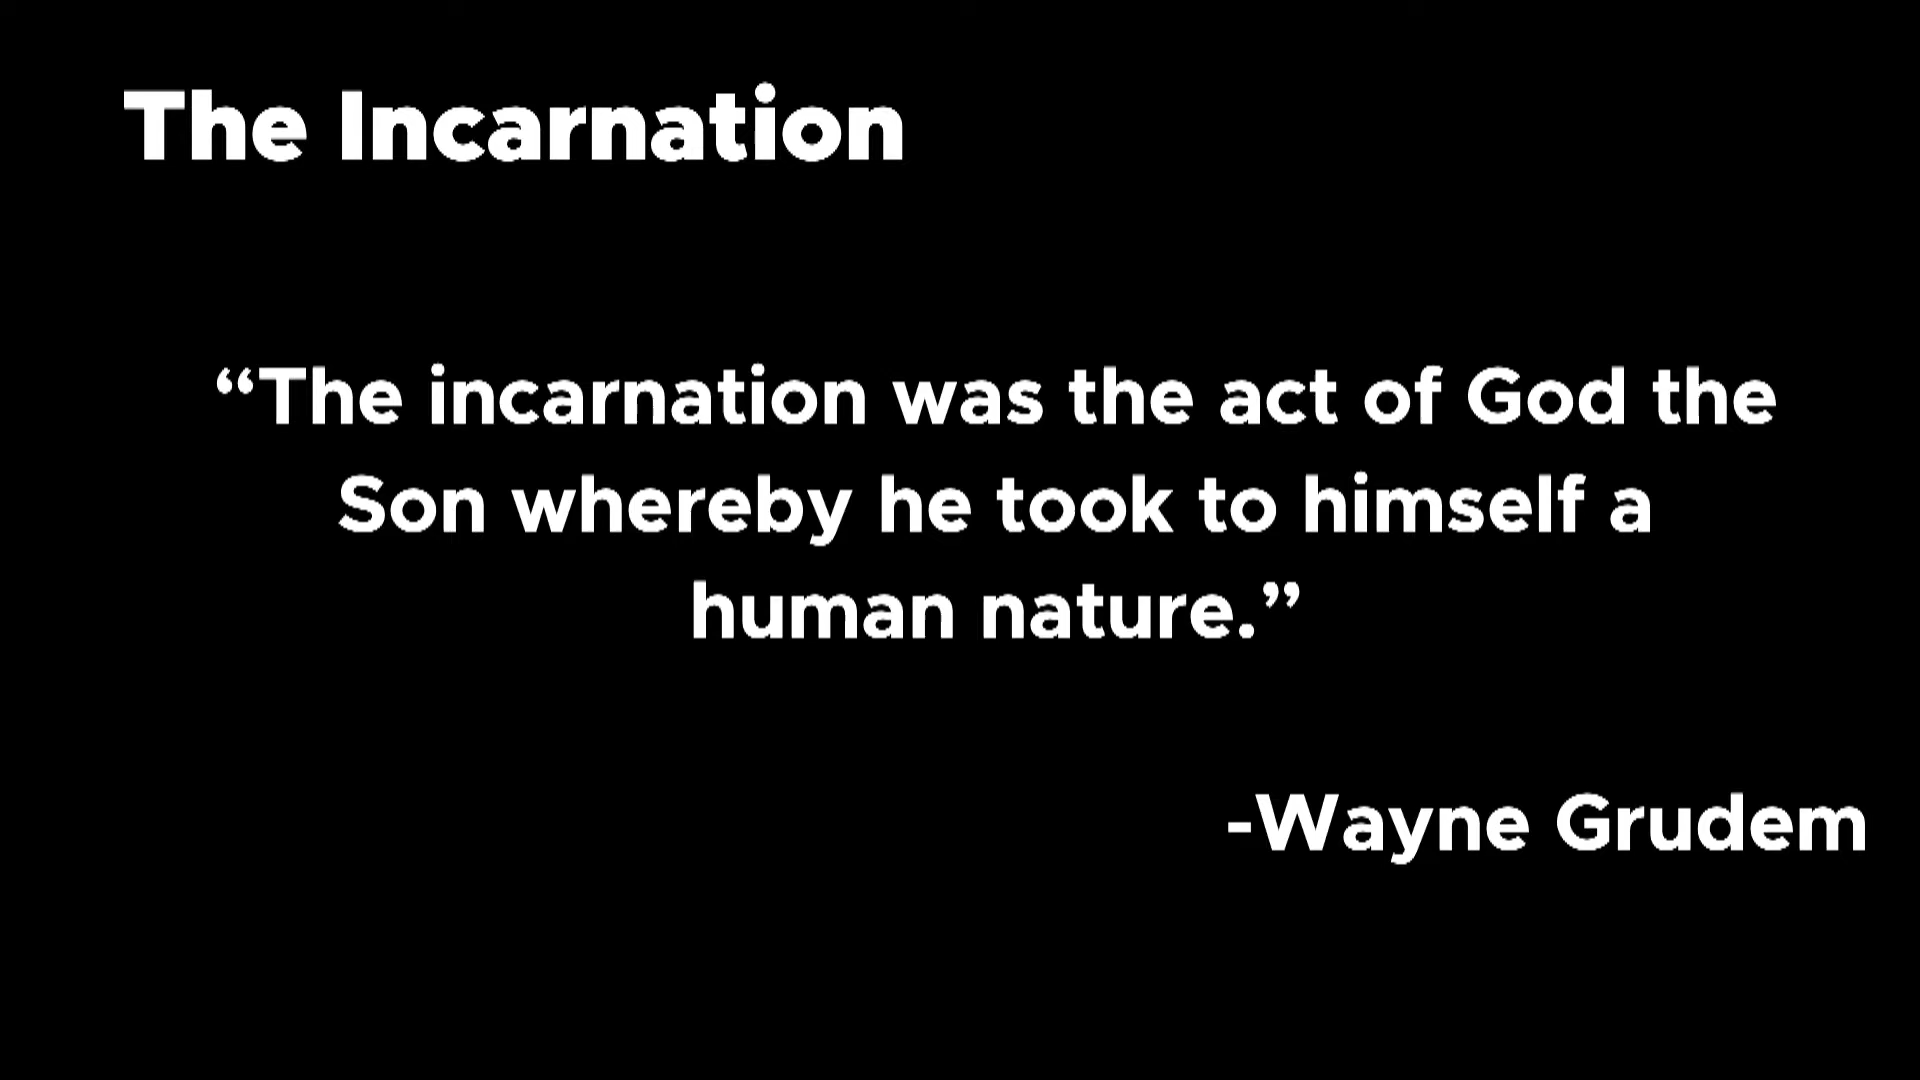 The Incarnation
“The incarnation was the act of God the
Son whereby he took to himself a
human nature.”
-Wayne Grudem